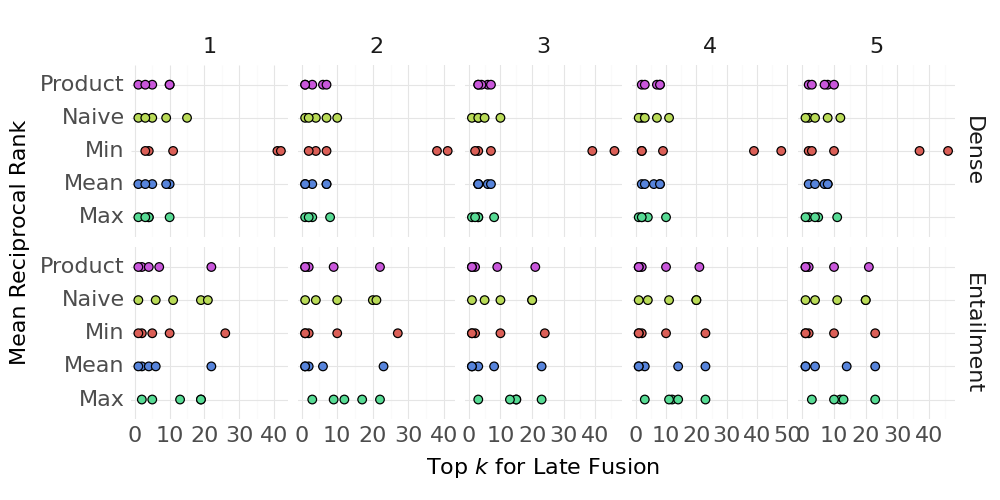 1 2 3 4 5
Mean Reciprocal Rank
Product
Naive
Min
Mean
Max
Dense
Product
Naive
Min
Mean
Max
Entailment
0 10 20 30 40 0 10 20 30 40 0 10 20 30 40 0 10 20 30 40 50 0 10 20 30 40
Top k for Late Fusion